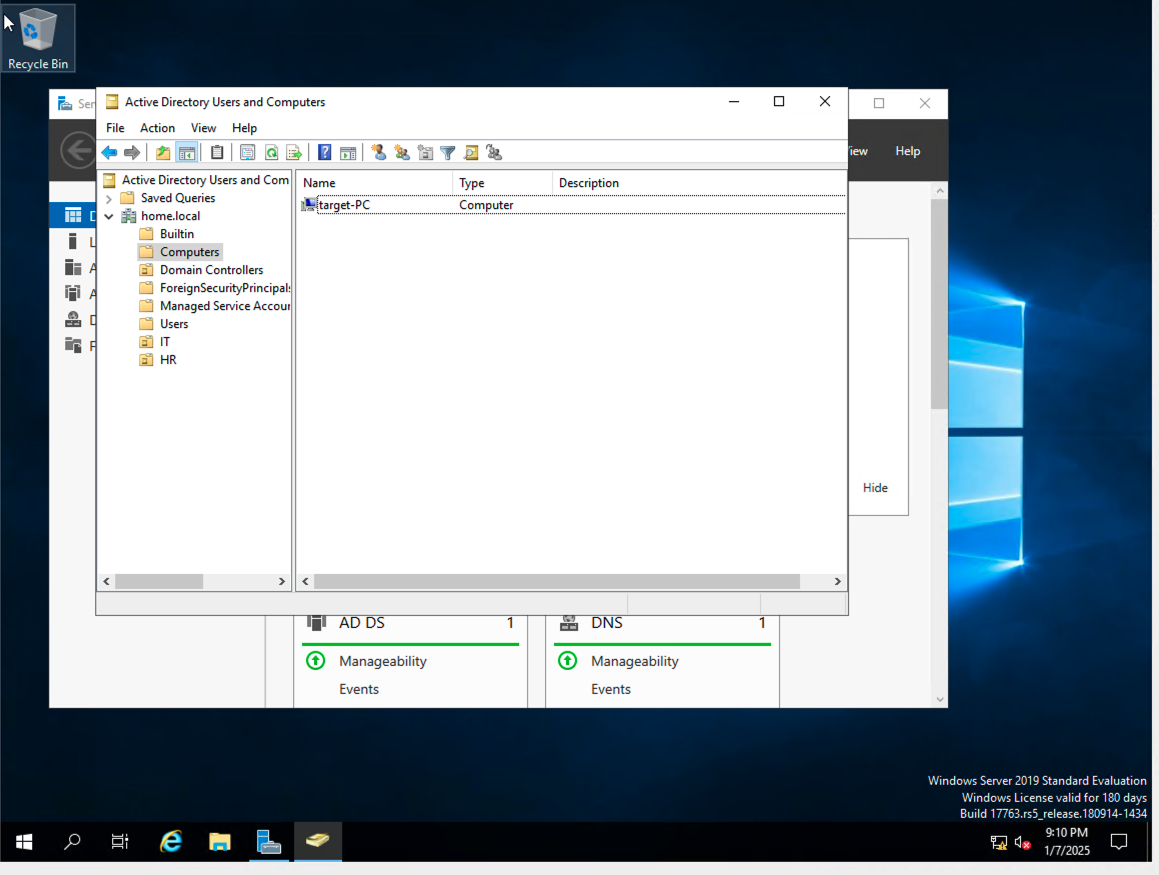 Recycle Bin
Ser
Active Directory Users and Computers
File Action View Help
iew Help
Active Directory Users and Com
Saved Queries
home.local
Builtin
Computers
Domain Controllers
ForeignSecurityPrincipals
Managed Service Accour
Users
IT
HR
Name Type Description
target-PC Computer
D
L
A
A
D
F
Hide
AD DS 1
Manageability
Events
DNS 1
Manageability
Events
Windows Server 2019 Standard Evaluation
Windows License valid for 180 days
Build 17763.rs5_release.180914-1434
9:10 PM
1/7/2025